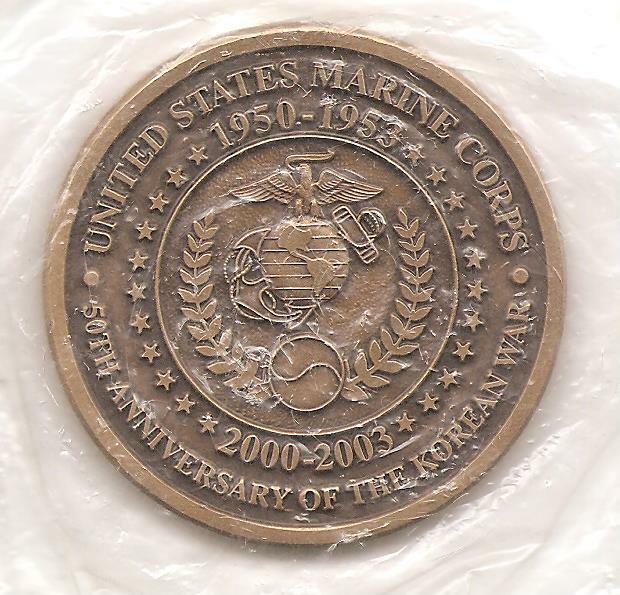 UNITED STATES MARINE CORPS
1950-1953
2000-2003
50TH ANNIVERSARY OF THE KOREAN WAR